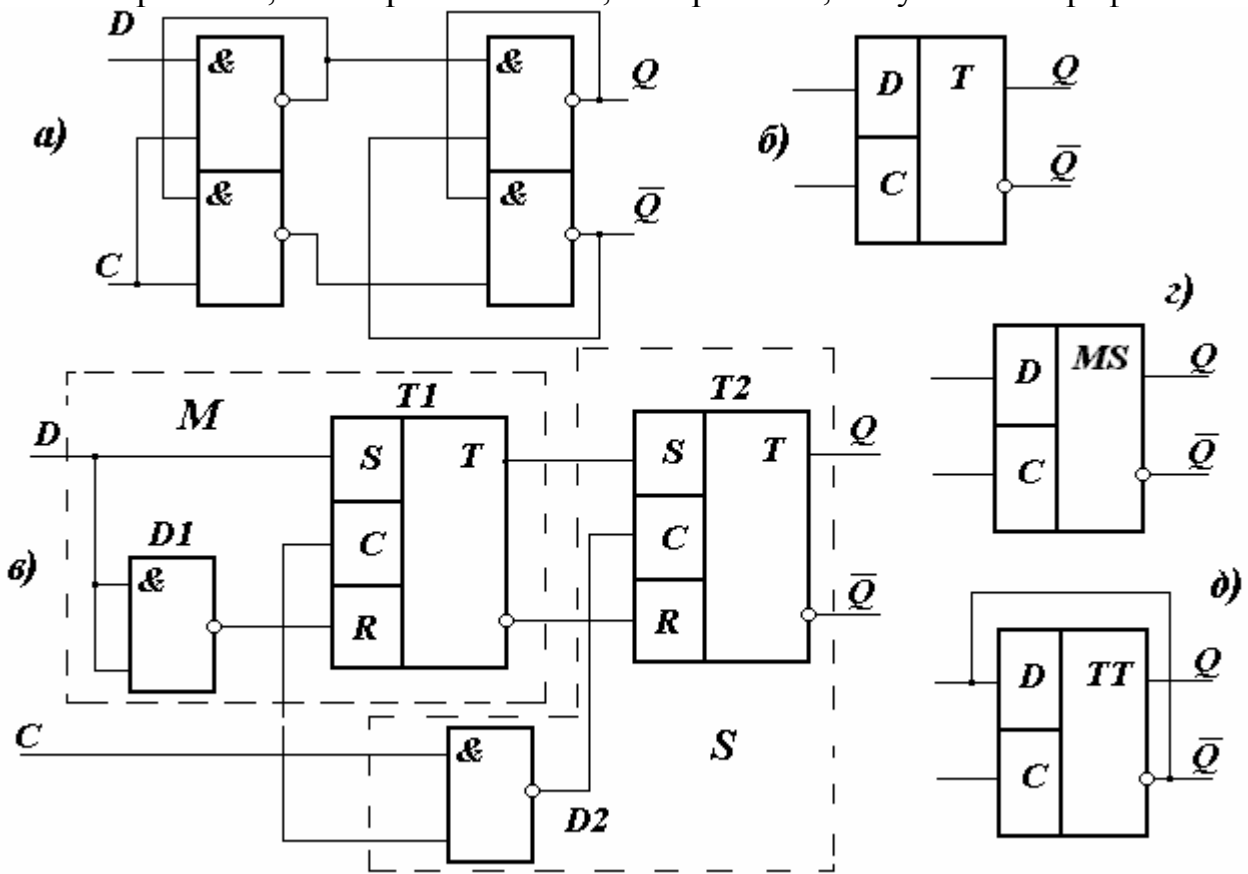 D & & Q
а)
& & Q̅
C
б) D T Q
C Q̅
г)
D MS Q
C Q̅
M T1 T2
D S T S T Q
D1
в) & C C
R R Q̅
C & S
D2
д)
D TT Q
C Q̅